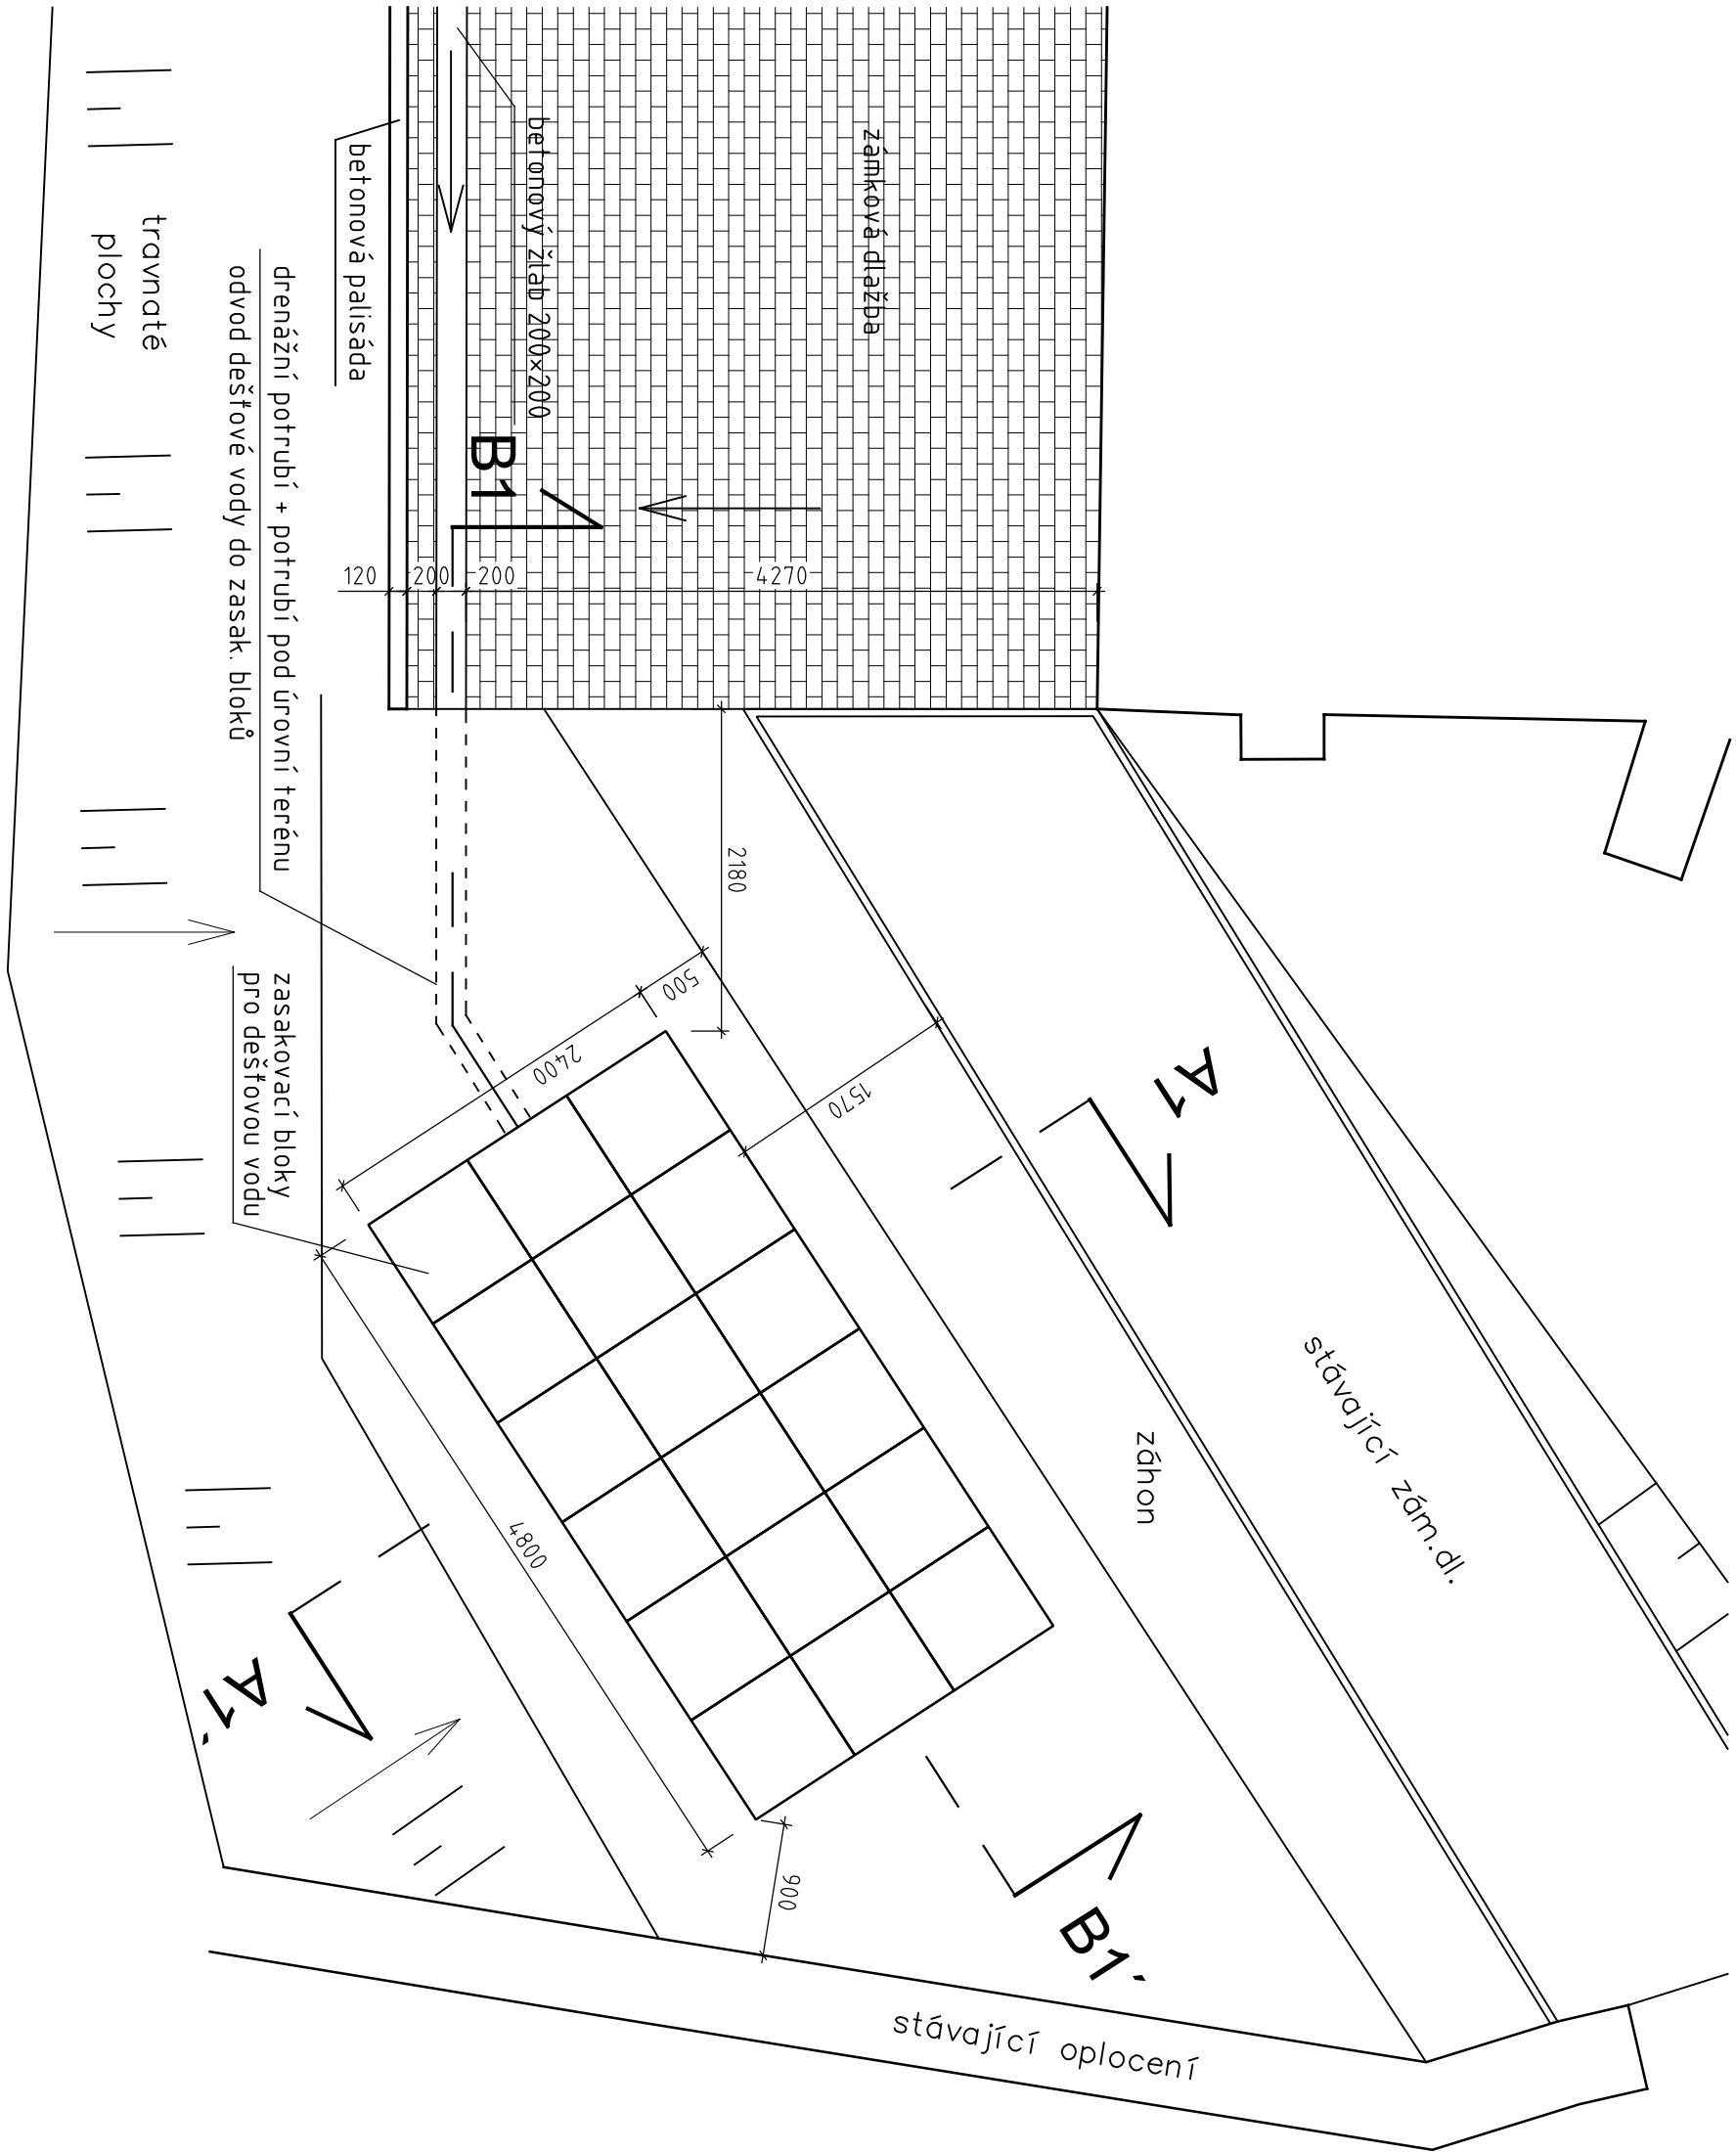 zámková dlažba
betonový žlab 200×200
betonová palisáda
travnaté
plochy
drenážní potrubí + potrubí pod úrovní terénu
odvod dešťové vody do zasak. bloků
B1
120
200
200
4270
2180
500
2400
1570
zasakovací bloky
pro dešťovou vodu
A1
stávající zám.dl.
záhon
4800
A1´
900
B1´
stávající oplocení